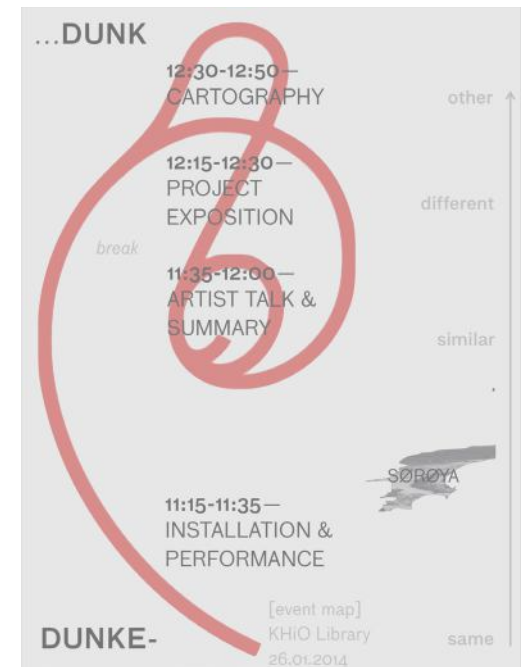 ...DUNK
12:30-12:50—
CARTOGRAPHY
other
12:15-12:30—
PROJECT
EXPOSITION
different
break
11:35-12:00—
ARTIST TALK &
SUMMARY
similar
SØRØYA
11:15-11:35—
INSTALLATION &
PERFORMANCE
[event map]
KHiO Library
26.01.2014
DUNKE-
same